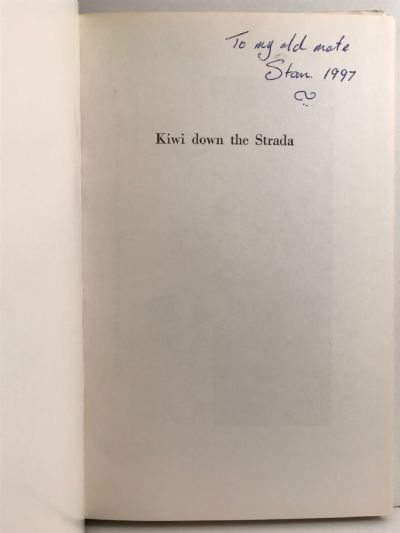 To my old mate
Stan. 1997
Kiwi down the Strada